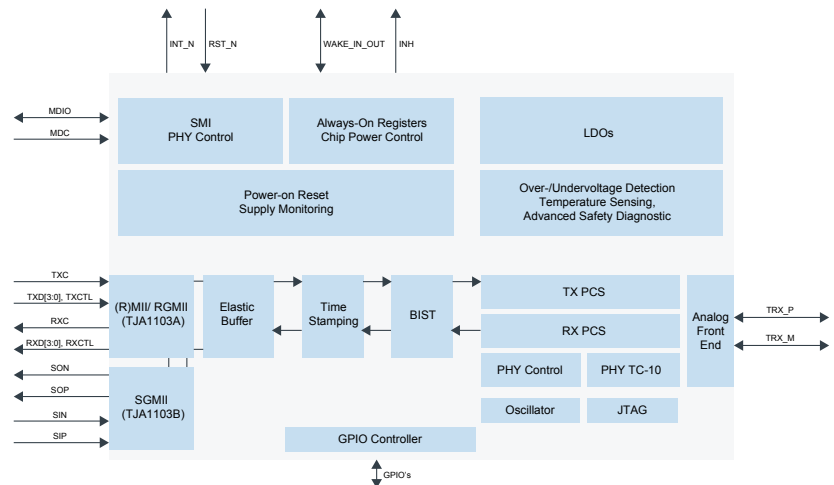 INT_N
RST_N
WAKE_IN_OUT
INH
MDIO
MDC
SMI
PHY Control
Always-On Registers
Chip Power Control
LDOs
Power-on Reset
Supply Monitoring
Over-/Undervoltage Detection
Temperature Sensing,
Advanced Safety Diagnostic
TXC
TXD[3:0], TXCTL
RXC
RXD[3:0], RXCTL
(R)MII/ RGMII
(TJA1103A)
Elastic
Buffer
Time
Stamping
BIST
TX PCS
RX PCS
PHY Control
PHY TC-10
Oscillator
JTAG
Analog
Front
End
TRX_P
TRX_M
SON
SOP
SIN
SIP
SGMII
(TJA1103B)
GPIO Controller
GPIO's